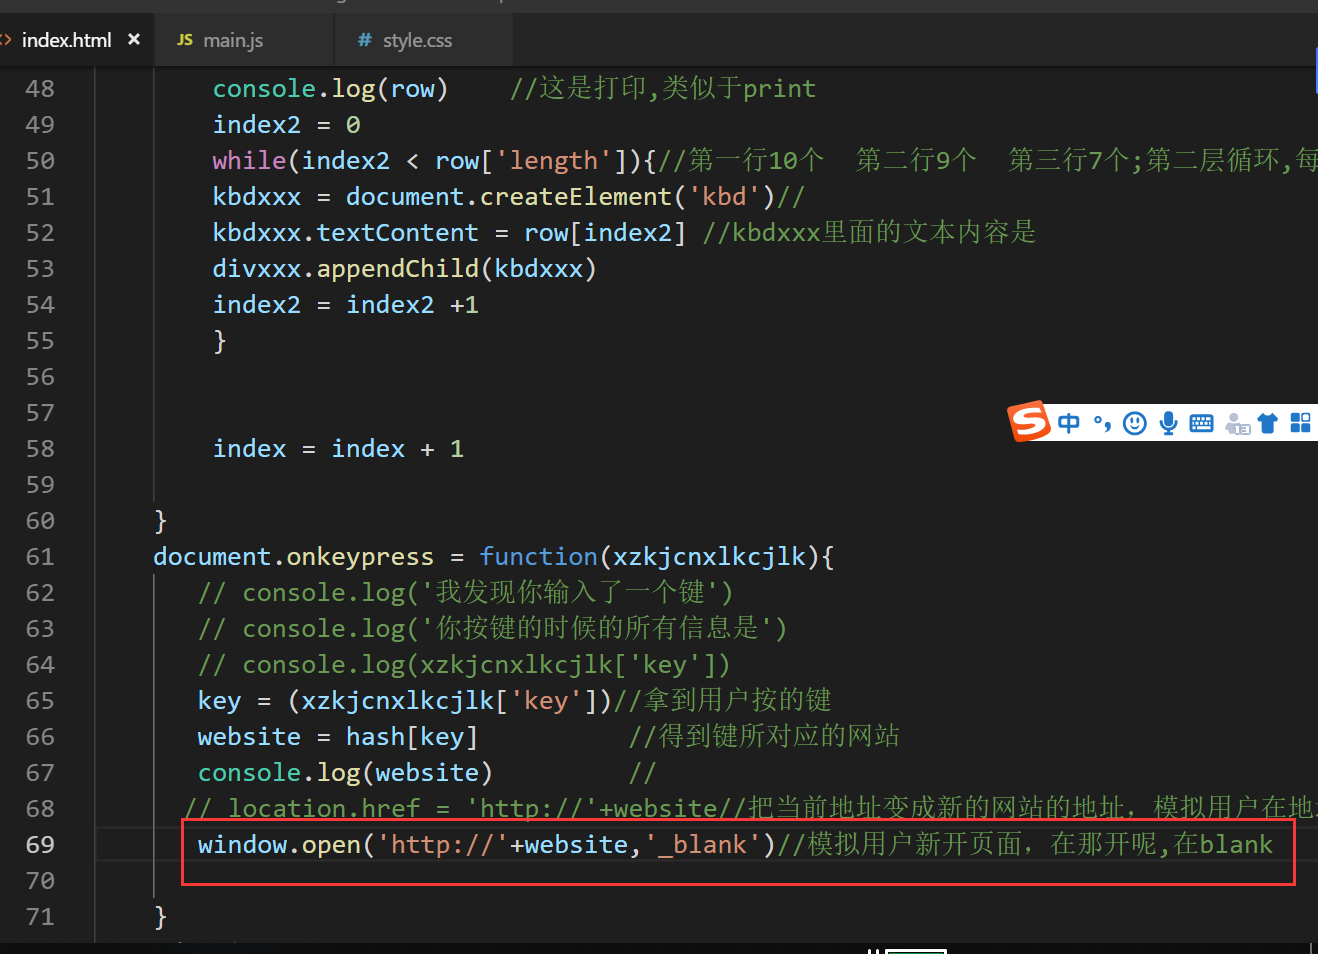 index.html × JS main.js # style.css
48 console.log(row) //这是打印,类似于print
49 index2 = 0
50 while(index2 < row['length']){//第一行10个 第二行9个 第三行7个;第二层循环,每
51 kbdxxx = document.createElement('kbd')//
52 kbdxxx.textContent = row[index2] //kbdxxx里面的文本内容是
53 divxxx.appendChild(kbdxxx)
54 index2 = index2 +1
55 }
56
57
中 °,
58 index = index + 1
59
60 }
61 document.onkeypress = function(xzkjcnxlkcjlk){
62 // console.log('我发现你输入了一个键')
63 // console.log('你按键的时候的所有信息是')
64 // console.log(xzkjcnxlkcjlk['key'])
65 key = (xzkjcnxlkcjlk['key'])//拿到用户按的键
66 website = hash[key] //得到键所对应的网站
67 console.log(website) //
68 // location.href = 'http://'+website//把当前地址变成新的网站的地址，模拟用户在地
69 window.open('http://'+website,'_blank')//模拟用户新开页面，在那开呢,在blank
70
71 }